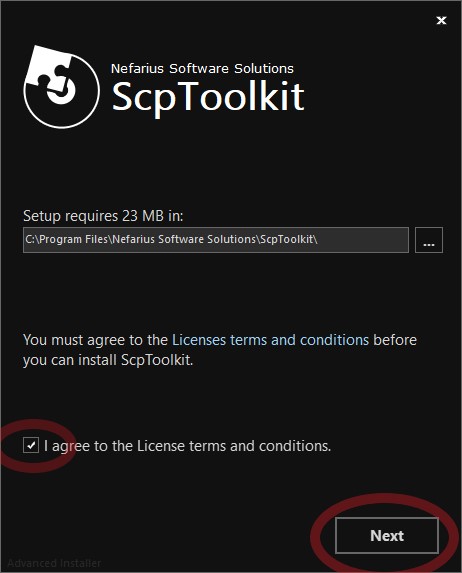 Nefarius Software Solutions
ScpToolkit
Setup requires 23 MB in:
C:\Program Files\Nefarius Software Solutions\ScpToolkit\
...
You must agree to the Licenses terms and conditions before
you can install ScpToolkit.
I agree to the License terms and conditions.
Next
Advanced Installer